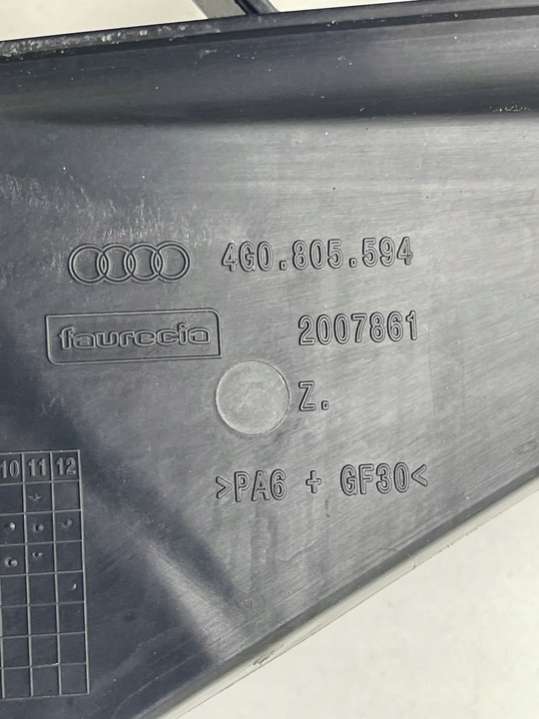 4G0.805.594
faurecia
2007861
Z.
>PA6 + GF30<
10 11 12